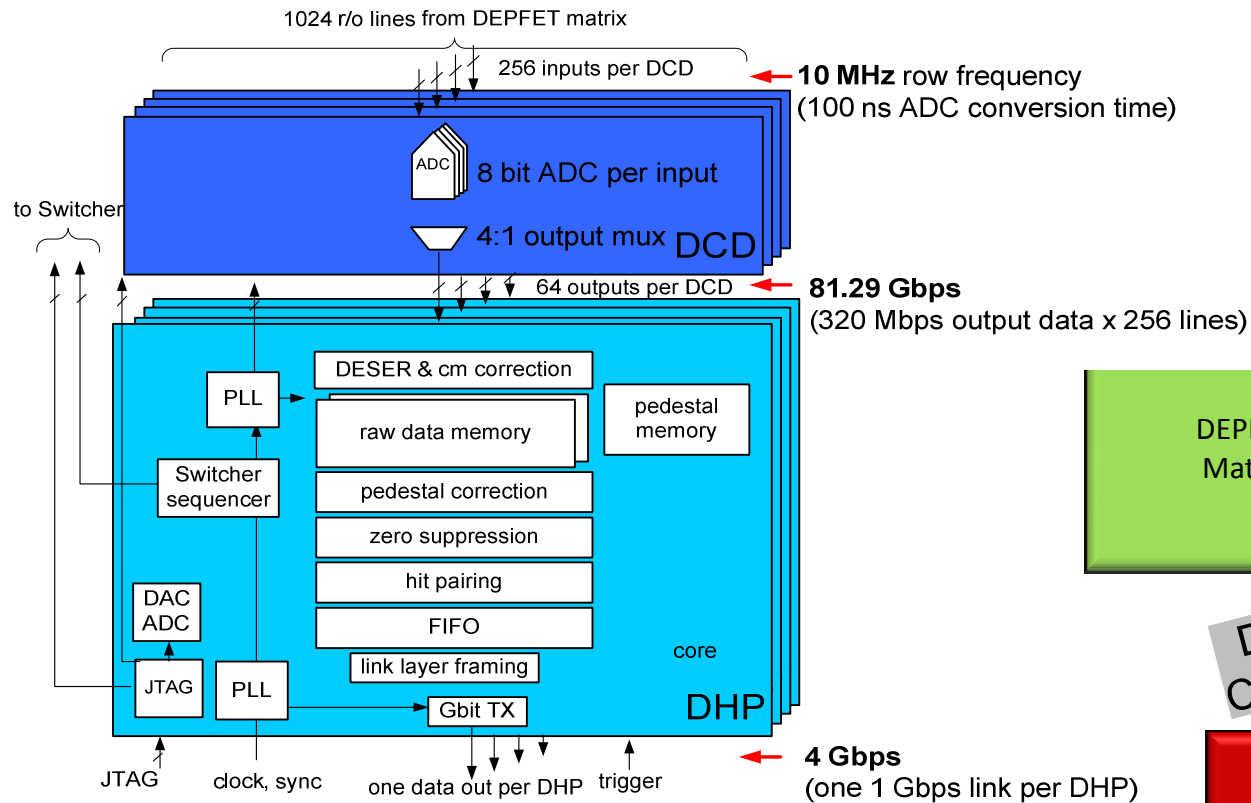 1024 r/o lines from DEPFET matrix
256 inputs per DCD
10 MHz row frequency
(100 ns ADC conversion time)
ADC
8 bit ADC per input
to Switcher
4:1 output mux
DCD
64 outputs per DCD
81.29 Gbps
(320 Mbps output data x 256 lines)
DESER & cm correction
PLL
raw data memory
pedestal
memory
Switcher
sequencer
pedestal correction
zero suppression
hit pairing
DAC
ADC
FIFO
core
link layer framing
JTAG
PLL
Gbit TX
DHP
4 Gbps
(one 1 Gbps link per DHP)
JTAG
clock, sync
one data out per DHP
trigger
Mat